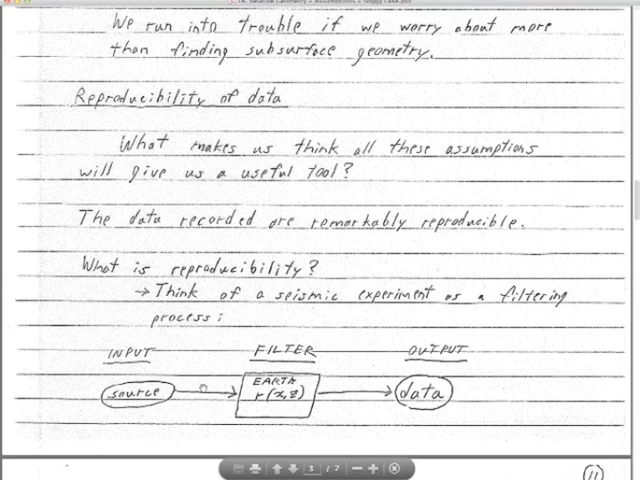 We run into trouble if we worry about more
than finding subsurface geometry.
Reproducibility of data
What makes us think all these assumptions
will give us a useful tool?
The data recorded are remarkably reproducible.
What is reproducibility?
→ Think of a seismic experiment as a filtering
process:
INPUT FILTER OUTPUT
source EARTH data
r(x,z)
3 / 7
11